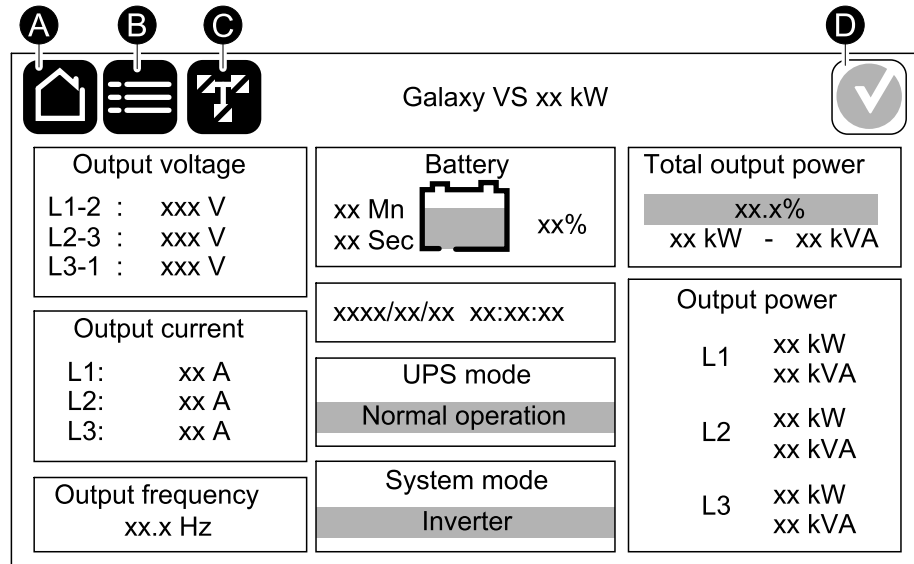 A B C D
Galaxy VS xx kW
Output voltage
L1-2 : xxx V
L2-3 : xxx V
L3-1 : xxx V
Output current
L1: xx A
L2: xx A
L3: xx A
Output frequency
xx.x Hz
Battery
xx Mn
xx Sec
xx%
xxxx/xx/xx xx:xx:xx
UPS mode
Normal operation
System mode
Inverter
Total output power
xx.x%
xx kW - xx kVA
Output power
L1 xx kW
xx kVA
L2 xx kW
xx kVA
L3 xx kW
xx kVA